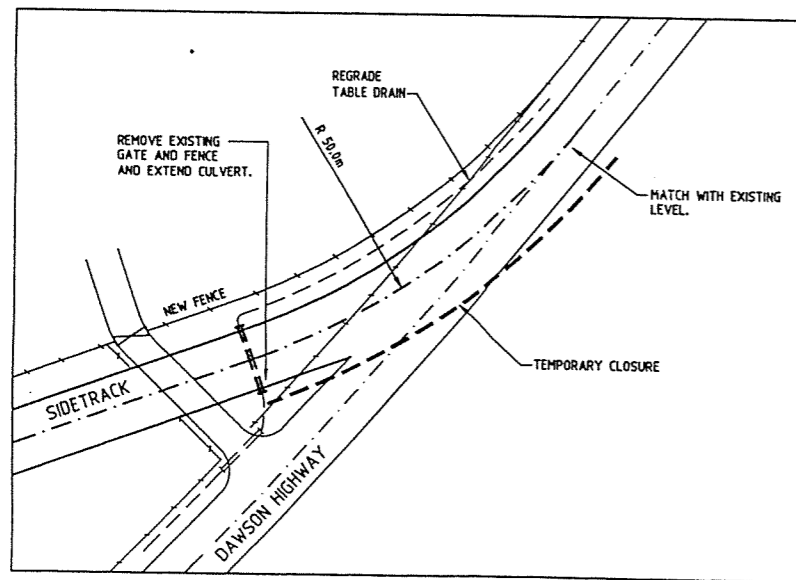 REGRADE
TABLE DRAIN
R 50.0m
REMOVE EXISTING
GATE AND FENCE
AND EXTEND CULVERT.
MATCH WITH EXISTING
LEVEL.
NEW FENCE
TEMPORARY CLOSURE
SIDETRACK
DAWSON HIGHWAY